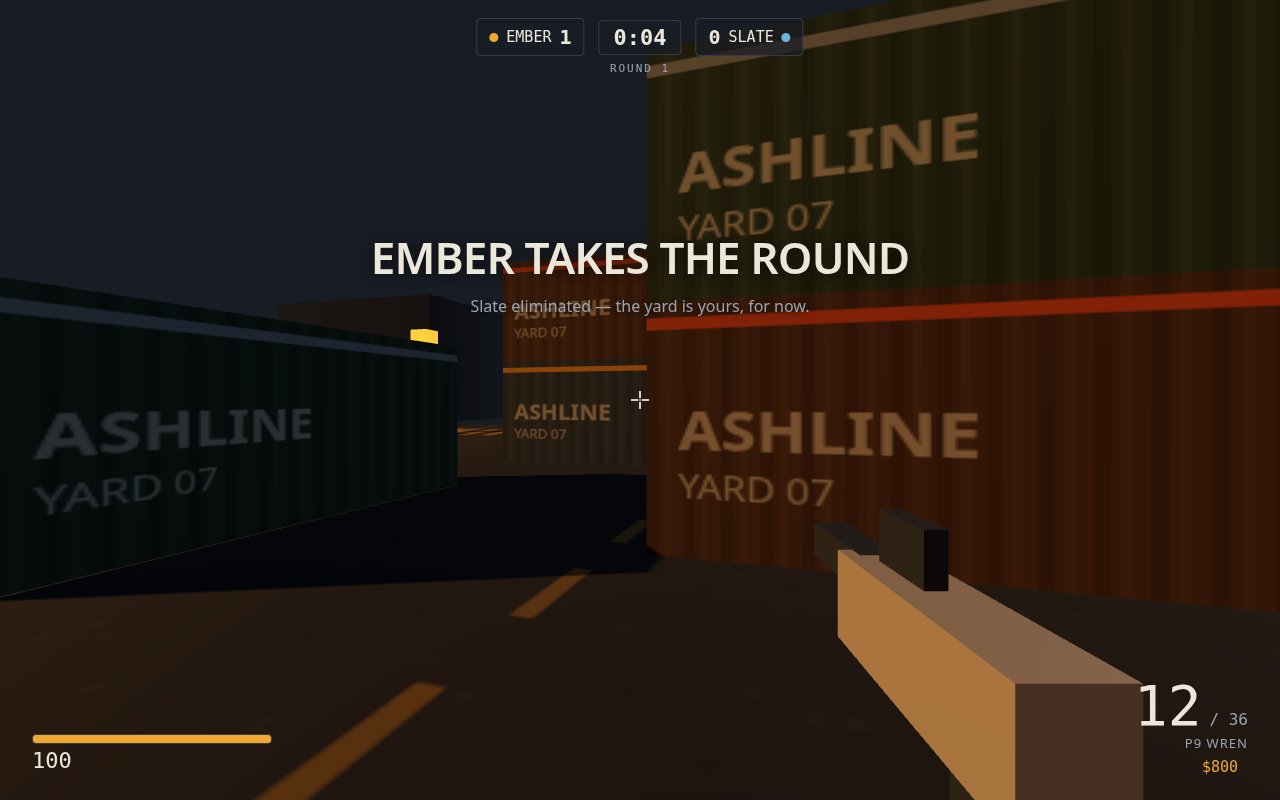 EMBER 1
0:04
0 SLATE
ROUND 1
ASHLINE
YARD 07
EMBER TAKES THE ROUND
Slate eliminated — the yard is yours, for now.
ASHLINE
YARD 07
ASHLINE
YARD 07
ASHLINE
YARD 07
ASHLINE
YARD 07
12 / 36
P9 WREN
$800
100